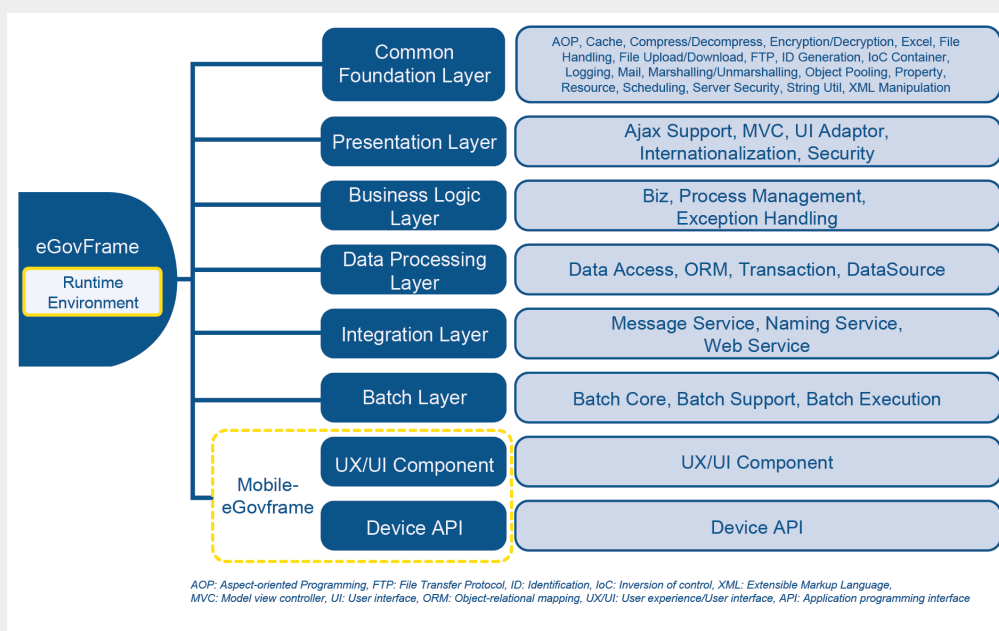 eGovFrame
Runtime
Environment
Common
Foundation Layer
AOP, Cache, Compress/Decompress, Encryption/Decryption, Excel, File
Handling, File Upload/Download, FTP, ID Generation, IoC Container,
Logging, Mail, Marshalling/Unmarshalling, Object Pooling, Property,
Resource, Scheduling, Server Security, String Util, XML Manipulation
Presentation Layer
Ajax Support, MVC, UI Adaptor,
Internationalization, Security
Business Logic
Layer
Biz, Process Management,
Exception Handling
Data Processing
Layer
Data Access, ORM, Transaction, DataSource
Integration Layer
Message Service, Naming Service,
Web Service
Batch Layer
Batch Core, Batch Support, Batch Execution
Mobile-
eGovframe
UX/UI Component
UX/UI Component
Device API
Device API
AOP: Aspect-oriented Programming, FTP: File Transfer Protocol, ID: Identification, IoC: Inversion of control, XML: Extensible Markup Language,
MVC: Model view controller, UI: User interface, ORM: Object-relational mapping, UX/UI: User experience/User interface, API: Application programming interface